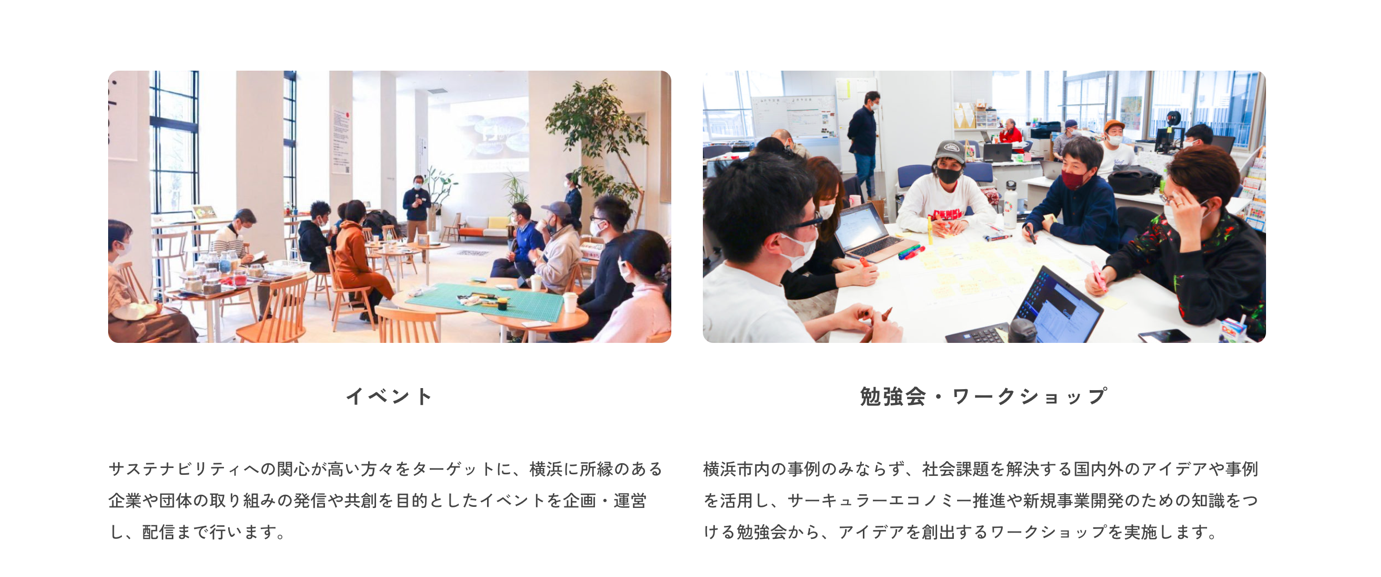 イベント
サステナビリティへの関心が高い方々をターゲットに、横浜に所縁のある
企業や団体の取り組みの発信や共創を目的としたイベントを企画・運営
し、配信まで行います。
勉強会・ワークショップ
横浜市内の事例のみならず、社会課題を解決する国内外のアイデアや事例
を活用し、サーキュラーエコノミー推進や新規事業開発のための知識をつ
ける勉強会から、アイデアを創出するワークショップを実施します。